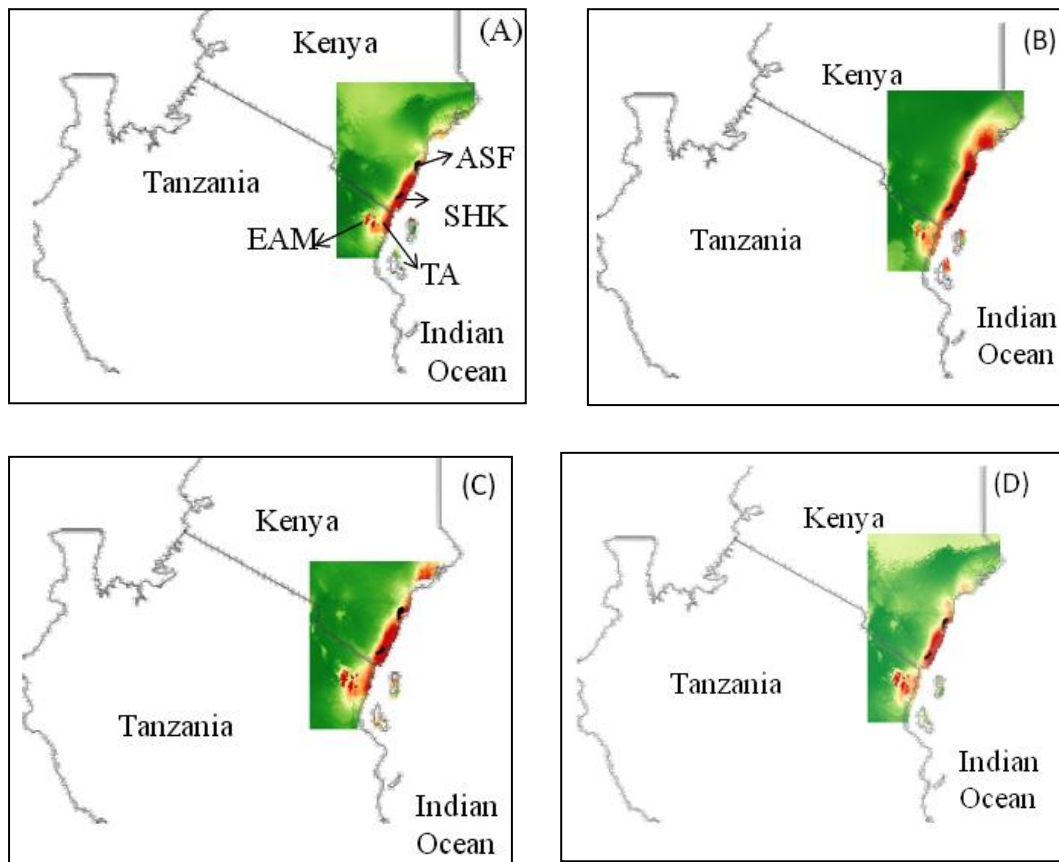 (A)
Kenya
ASF
Tanzania
SHK
EAM
TA
Indian
Ocean
(B)
Kenya
Tanzania
Indian
Ocean
(C)
Kenya
Tanzania
Indian
Ocean
(D)
Kenya
Tanzania
Indian
Ocean